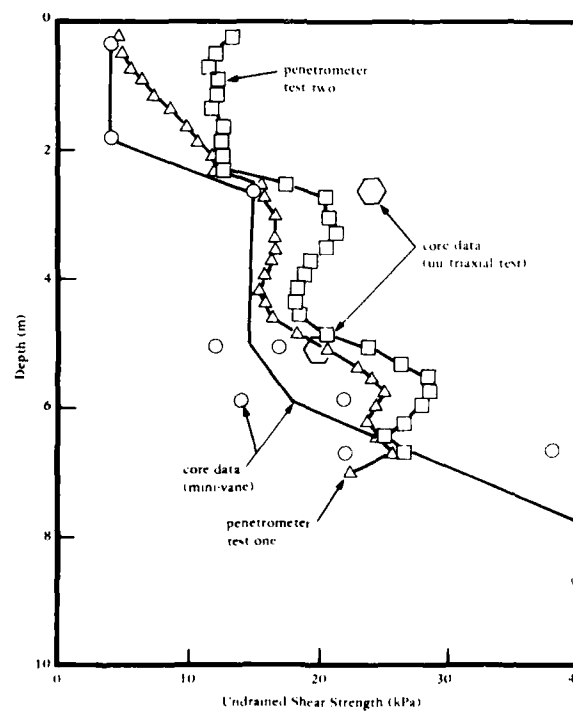 0
penetrometer
test two
2
core data
(uu triaxial test)
4
Depth (m)
6
core data
(mini-vane)
penetrometer
test one
8
10
0
10
20
30
Undrained Shear Strength (kPa)